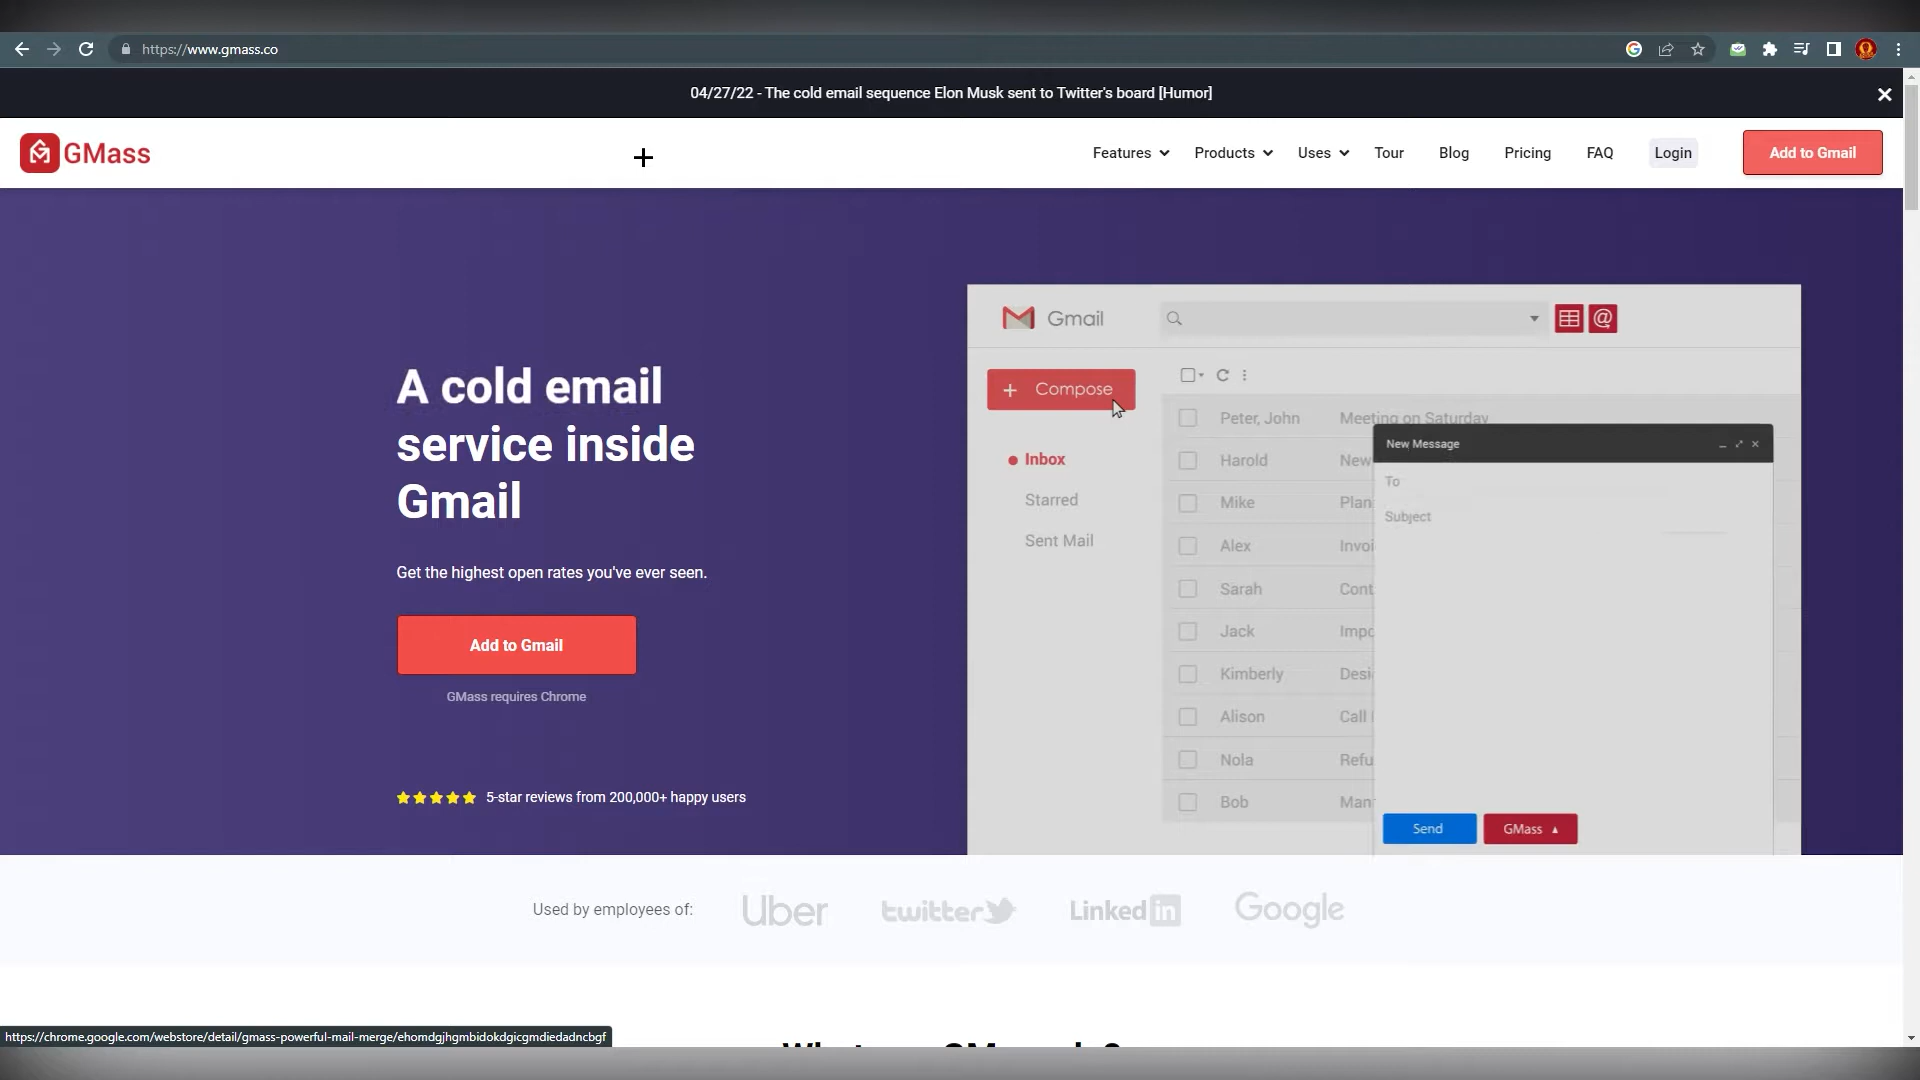 https://www.gmass.co
04/27/22 - The cold email sequence Elon Musk sent to Twitter's board [Humor]
GMass
Features
Products
Uses
Tour
Blog
Pricing
FAQ
Login
Add to Gmail
A cold email
service inside
Gmail
Get the highest open rates you've ever seen.
Add to Gmail
GMass requires Chrome
5-star reviews from 200,000+ happy users
Gmail
Compose
Inbox
Starred
Sent Mail
Peter, John Meeting on Saturday
Harold New
Mike Plan
Alex
Sarah
Jack
Kimberly
Alison Call
Nola
Bob
New Message
To
Subject
Send
GMass
Used by employees of:
Uber
twitter
Linked in
Google
https://chrome.google.com/webstore/detail/gmass-powerful-mail-merge/ehomdgjhgmbidokdgicgmdiedadncbgf